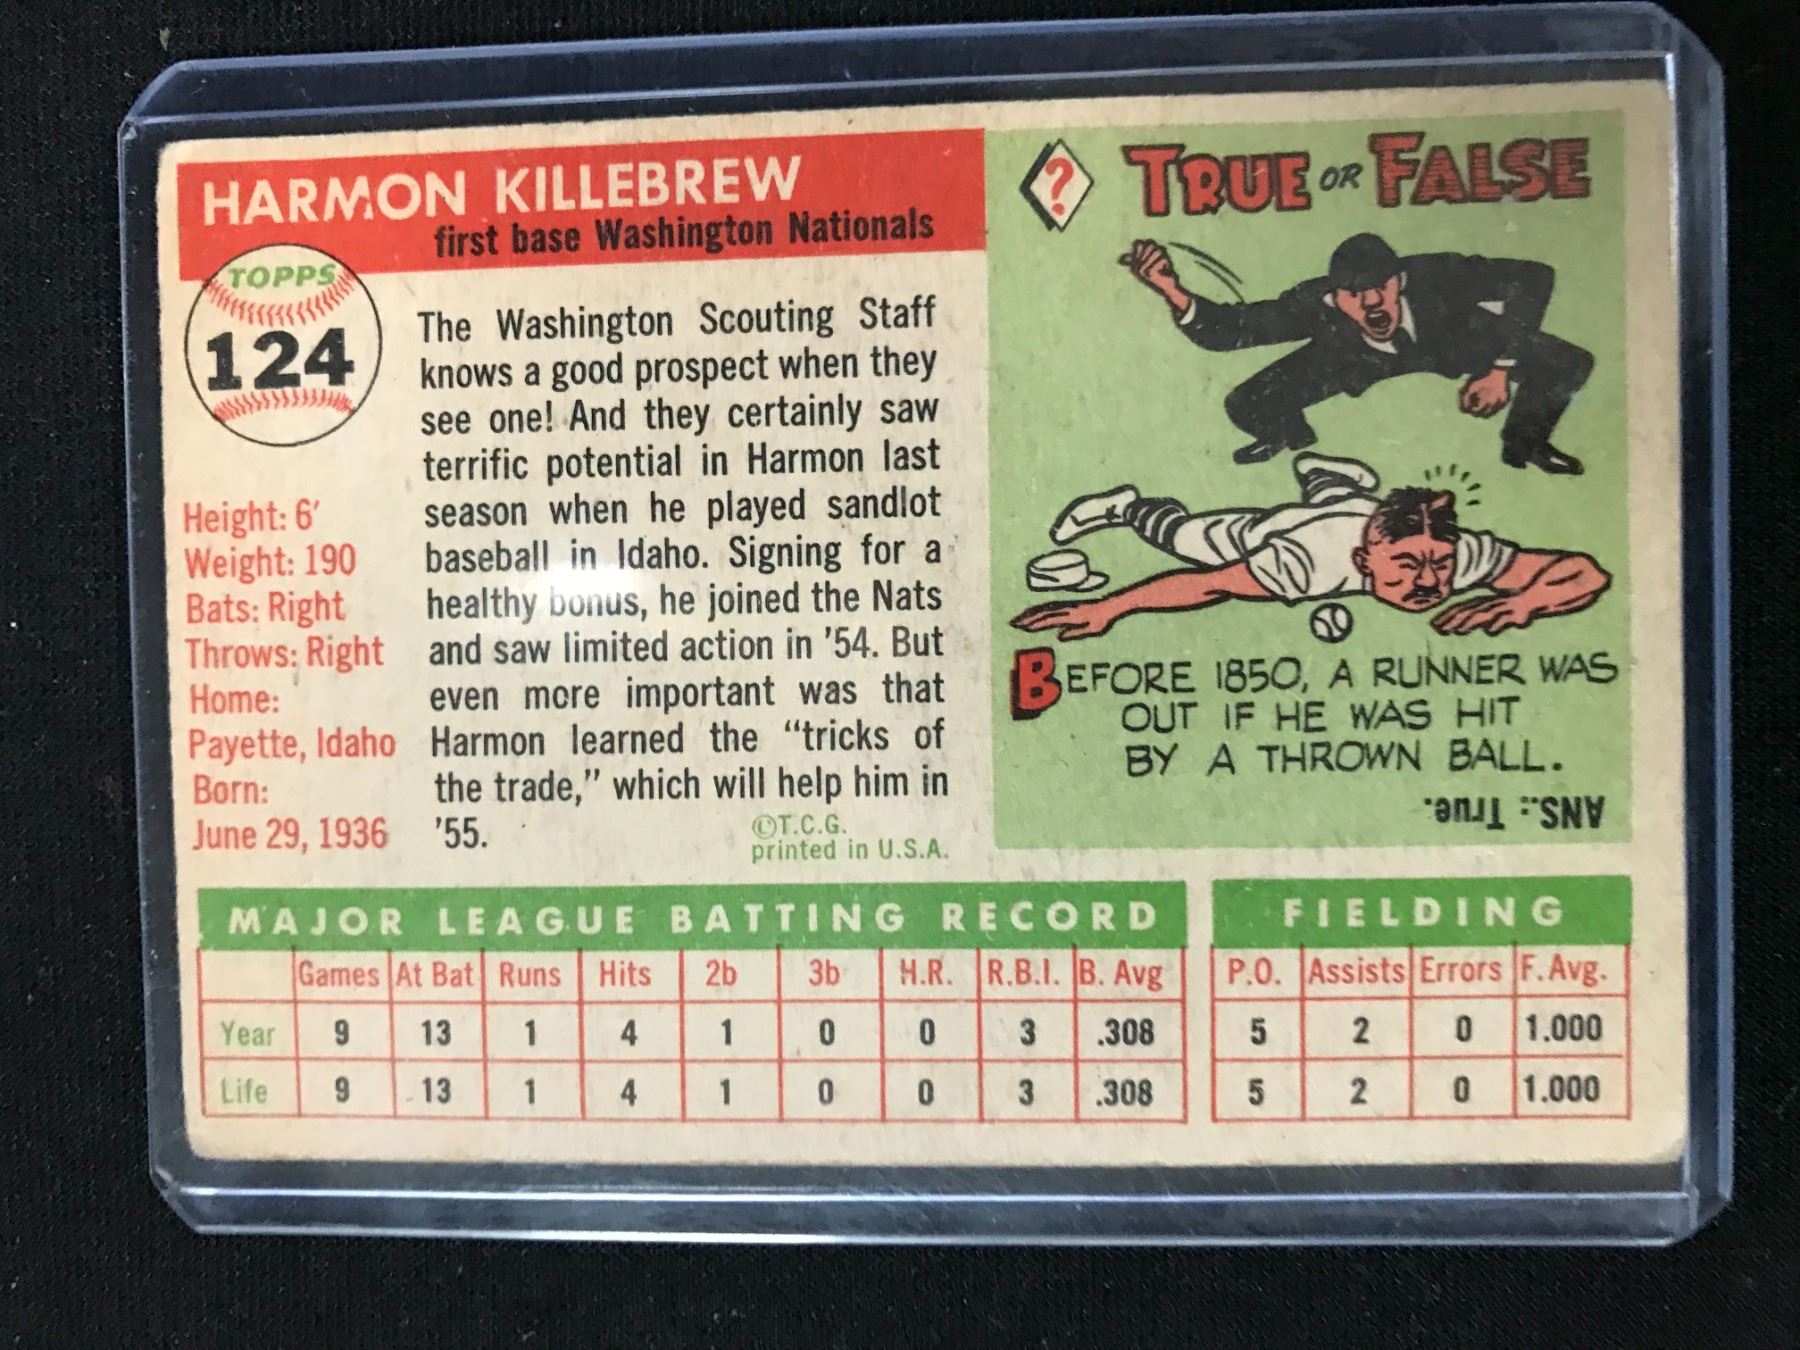 HARMON KILLEBREW
first base Washington Nationals
TOPPS
124
Height: 6'
Weight: 190
Bats: Right
Throws: Right
Home:
Payette, Idaho
Born:
June 29, 1936
The Washington Scouting Staff
knows a good prospect when they
see one! And they certainly saw
terrific potential in Harmon last
season when he played sandlot
baseball in Idaho. Signing for a
healthy bonus, he joined the Nats
and saw limited action in '54. But
even more important was that
Harmon learned the "tricks of
the trade," which will help him in
'55.
©T.C.G.
printed in U.S.A.
?
TRUE OR FALSE
BEFORE 1850, A RUNNER WAS
OUT IF HE WAS HIT
BY A THROWN BALL.
ANS.: True.
MAJOR LEAGUE BATTING RECORD
Games At Bat Runs Hits 2b 3b H.R. R.B.I. B. Avg
Year 9 13 1 4 1 0 0 3 .308
Life 9 13 1 4 1 0 0 3 .308
FIELDING
P.O. Assists Errors F. Avg.
5 2 0 1.000
5 2 0 1.000